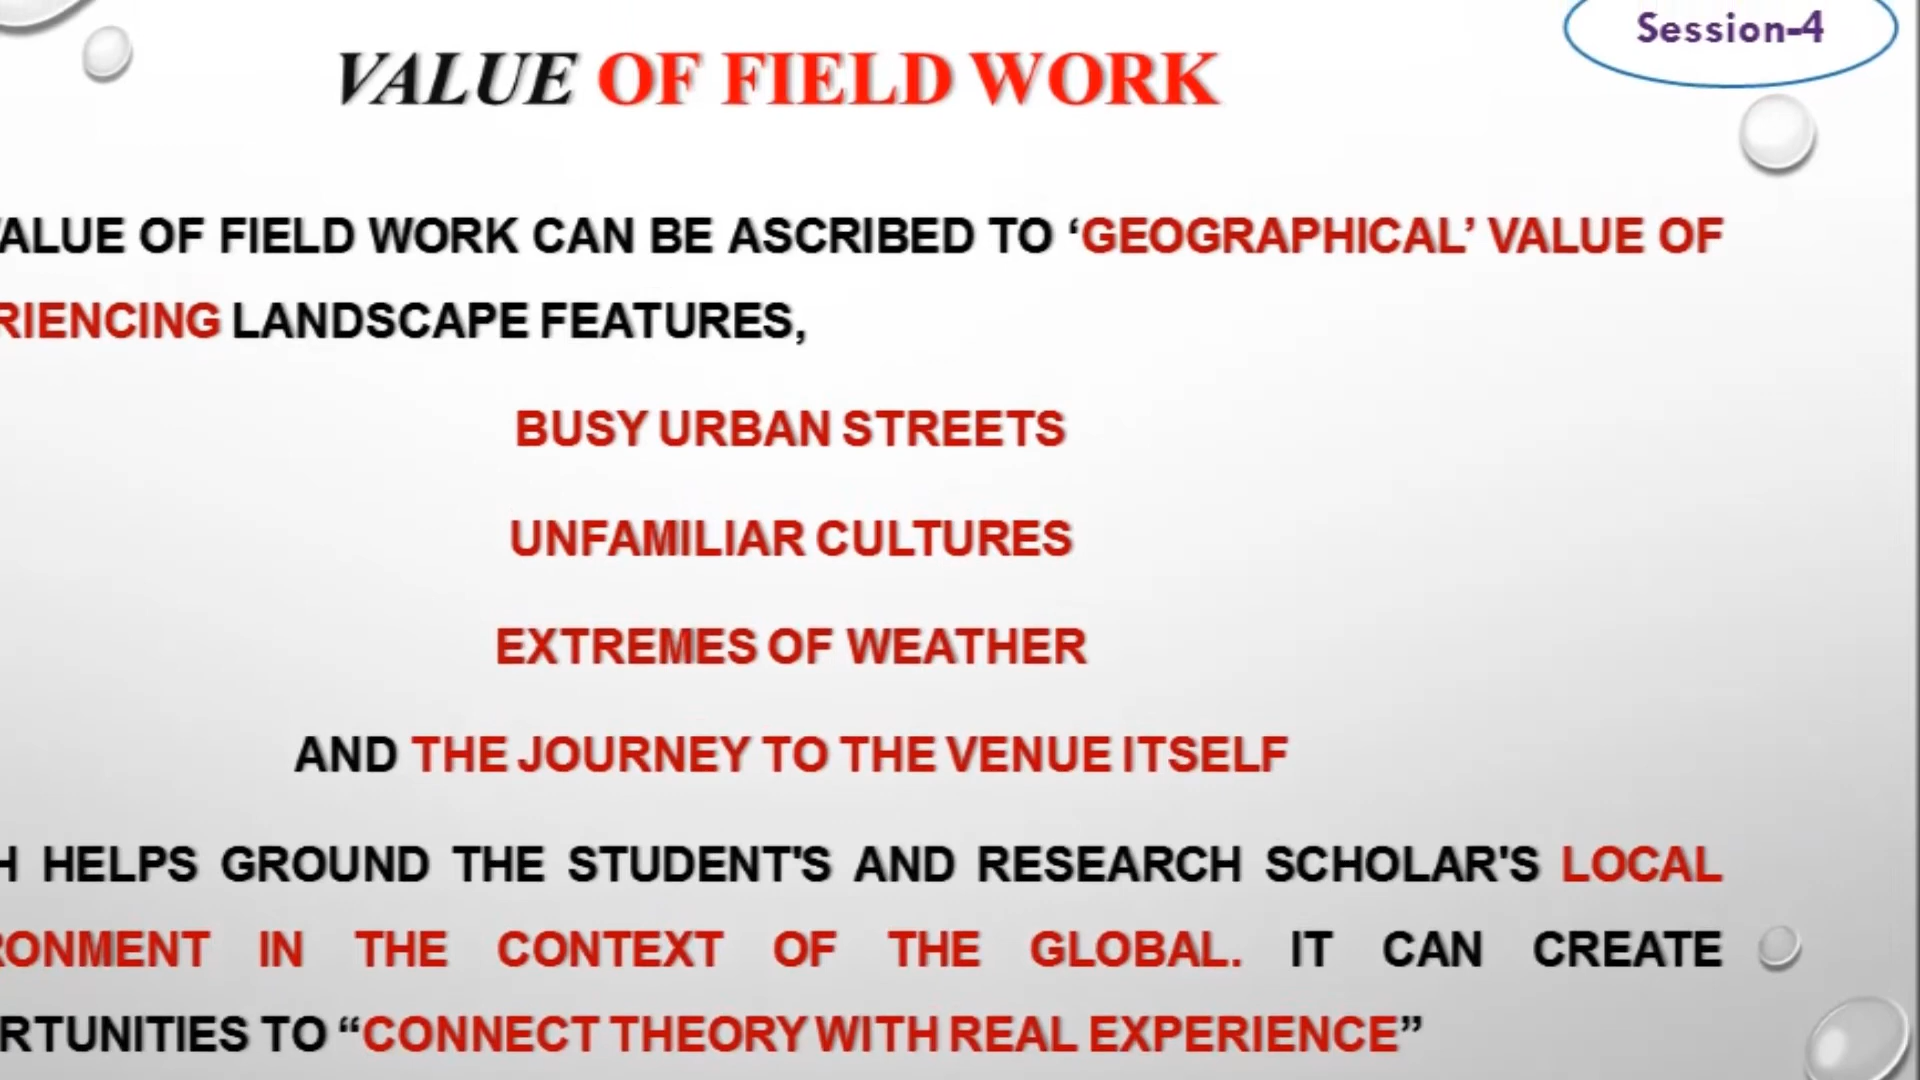 Session-4
VALUE OF FIELD WORK
VALUE OF FIELD WORK CAN BE ASCRIBED TO ‘GEOGRAPHICAL’ VALUE OF
RIENCING LANDSCAPE FEATURES,
BUSY URBAN STREETS
UNFAMILIAR CULTURES
EXTREMES OF WEATHER
AND THE JOURNEY TO THE VENUE ITSELF
H HELPS GROUND THE STUDENT'S AND RESEARCH SCHOLAR'S LOCAL
RONMENT IN THE CONTEXT OF THE GLOBAL. IT CAN CREATE
RTUNITIES TO “CONNECT THEORY WITH REAL EXPERIENCE”